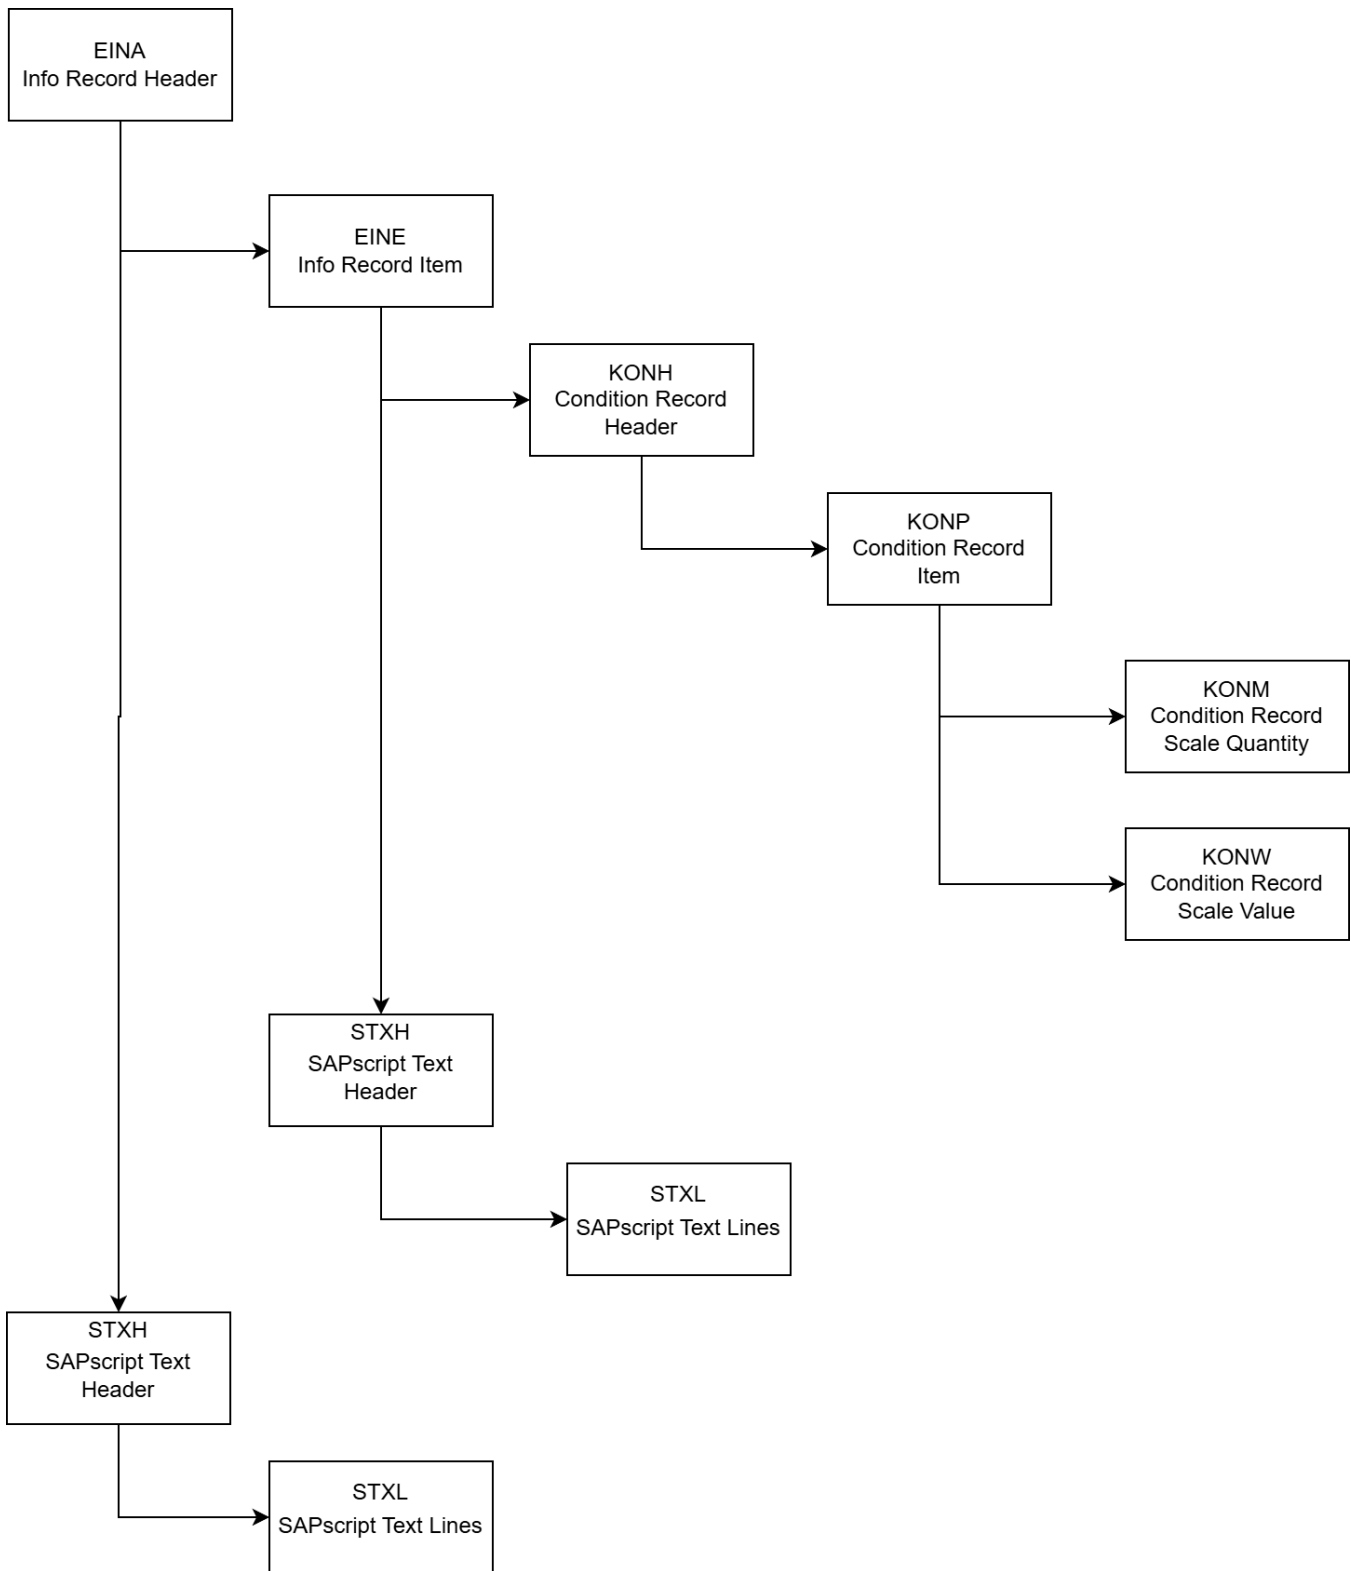 EINA
Info Record Header
EINE
Info Record Item
KONH
Condition Record
Header
KONP
Condition Record
Item
KONM
Condition Record
Scale Quantity
KONW
Condition Record
Scale Value
STXH
SAPscript Text
Header
STXL
SAPscript Text Lines
STXH
SAPscript Text
Header
STXL
SAPscript Text Lines